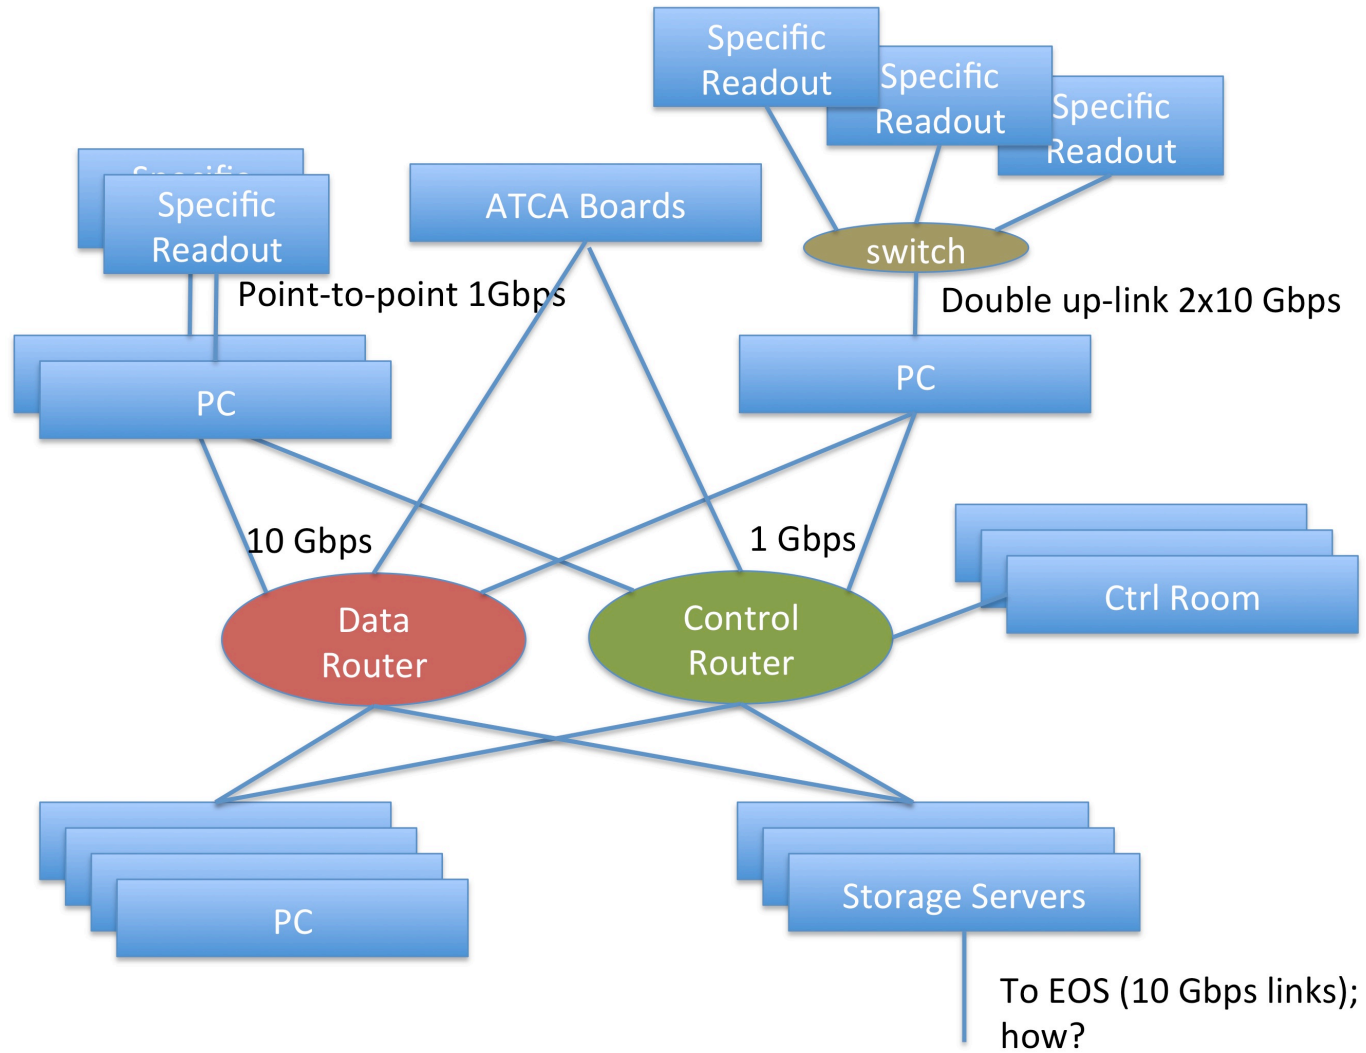 Specific
Readout
Specific
Readout
Specific
Readout
Specific
Specific
Readout
ATCA Boards
switch
Point-to-point 1Gbps
Double up-link 2x10 Gbps
PC
PC
10 Gbps
1 Gbps
Data
Router
Control
Router
Ctrl Room
PC
Storage Servers
To EOS (10 Gbps links);
how?